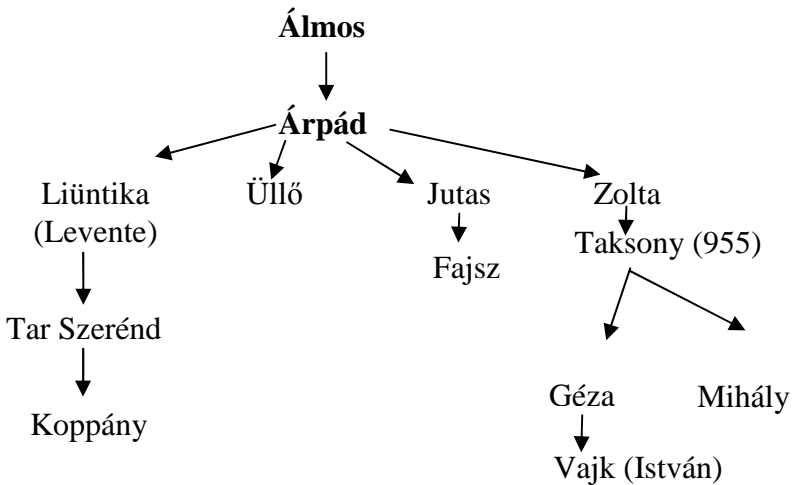 Álmos
Árpád
Liüntika
(Levente)
Üllő
Jutas
Zolta
Fajsz
Taksony (955)
Tar Szerénd
Koppány
Géza
Mihály
Vajk (István)